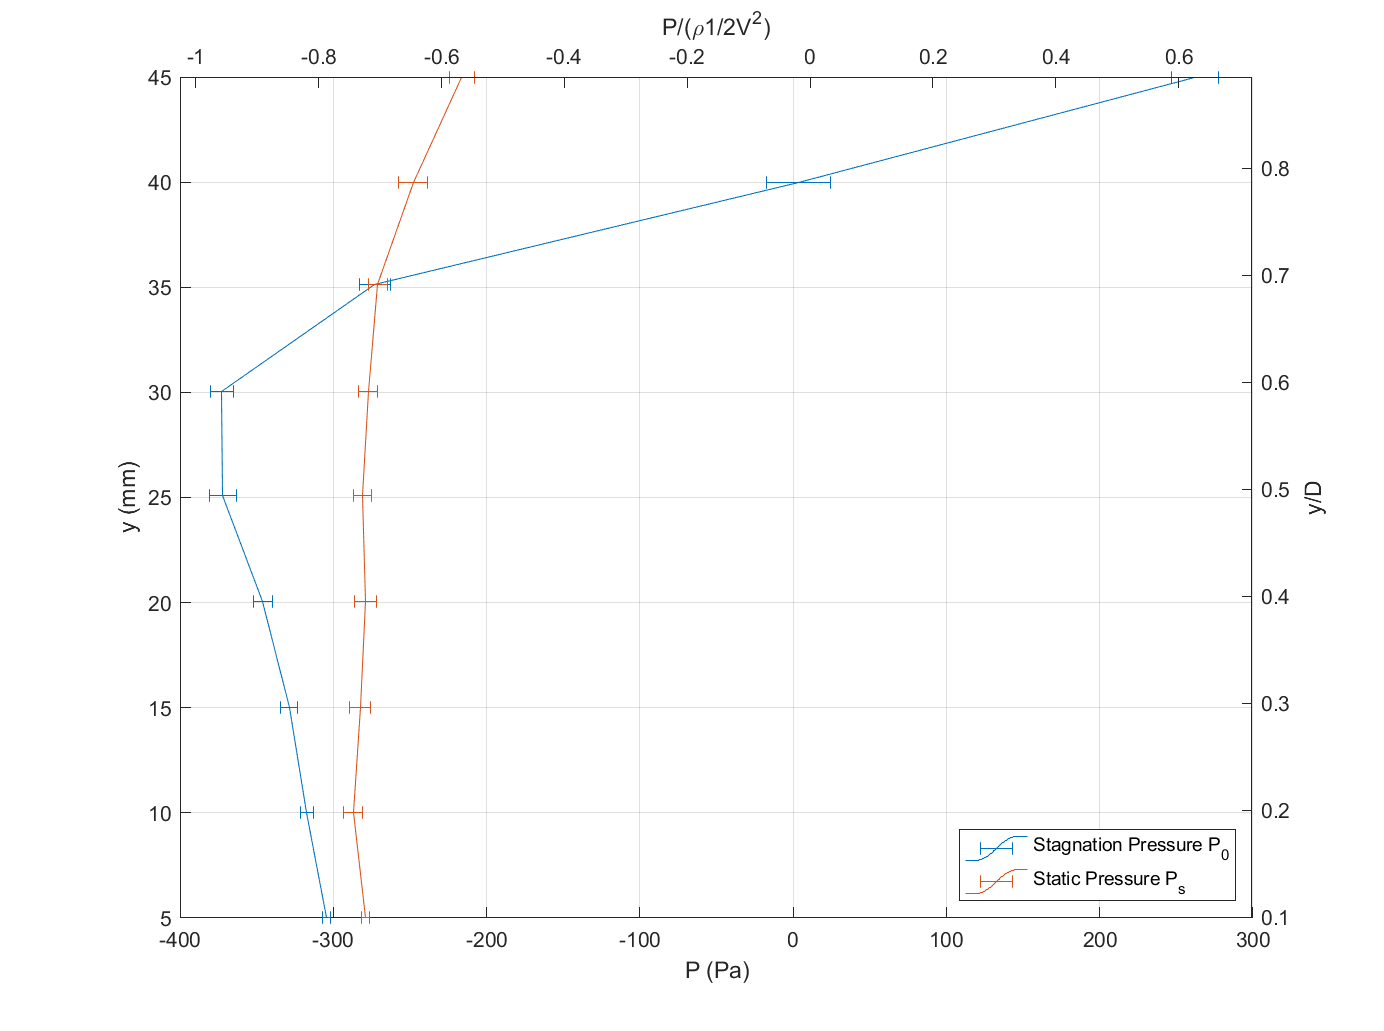 P/(ρ1/2V²)
-1 -0.8 -0.6 -0.4 -0.2 0 0.2 0.4 0.6
45
40
35
30
25
20
15
10
5
y (mm)
0.8
0.7
0.6
0.5
0.4
0.3
0.2
0.1
y/D
Stagnation Pressure P₀
Static Pressure Pₛ
-400 -300 -200 -100 0 100 200 300
P (Pa)